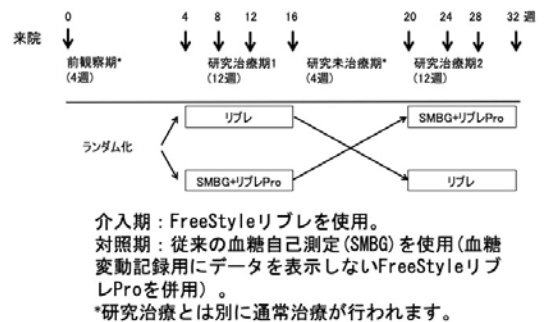 0 4 8 12 16 20 24 28 32 週
来院
前観察期* 研究治療期1 研究未治療期* 研究治療期2
(4週) (12週) (4週) (12週)
リブレ SMBG+リブレPro
ランダム化
SMBG+リブレPro リブレ
介入期：FreeStyleリブレを使用。
対照期：従来の血糖自己測定(SMBG)を使用(血糖
変動記録用にデータを表示しないFreeStyleリブ
レProを併用)。
*研究治療とは別に通常治療が行われます。